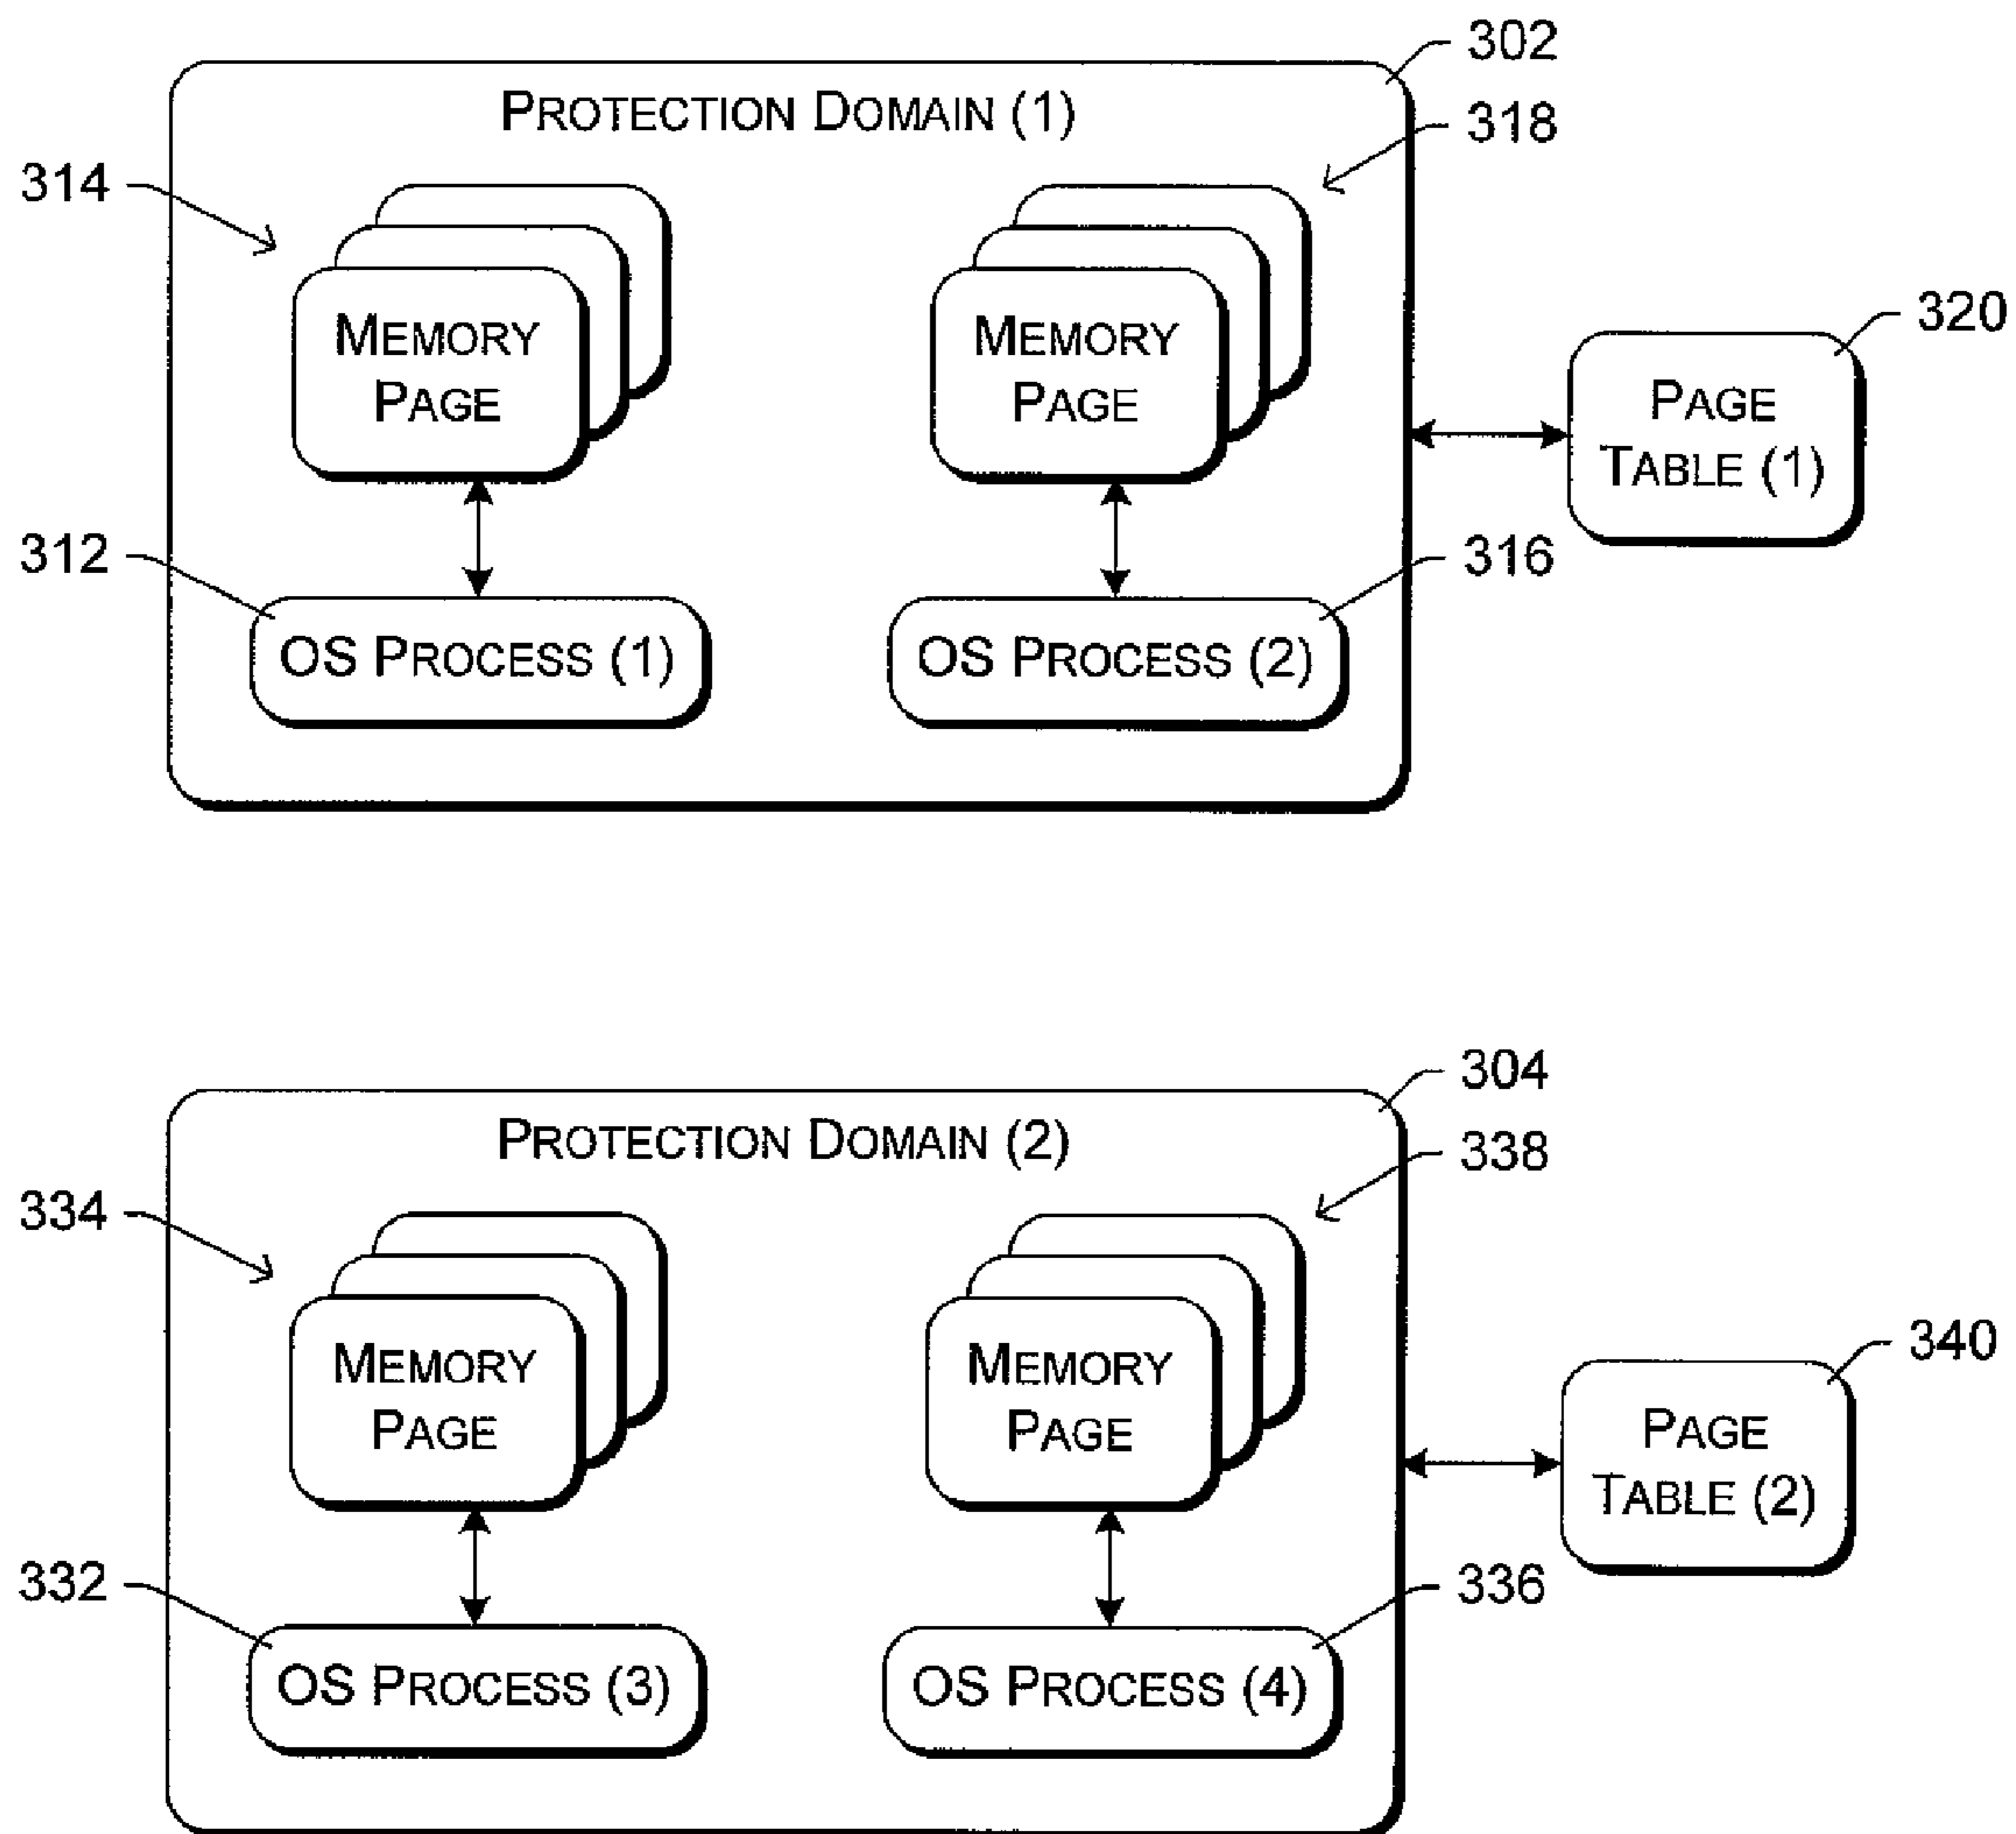 302
PROTECTION DOMAIN (1)
318
314
MEMORY
PAGE
MEMORY
PAGE
320
PAGE
TABLE (1)
312
316
OS PROCESS (1)
OS PROCESS (2)
304
PROTECTION DOMAIN (2)
338
334
MEMORY
PAGE
MEMORY
PAGE
340
PAGE
TABLE (2)
332
336
OS PROCESS (3)
OS PROCESS (4)